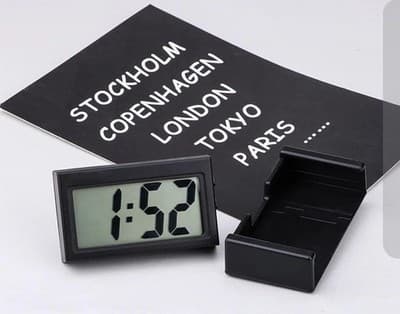 STOCKHOLM
COPENHAGEN
LONDON
TOKYO
PARIS ......
1:52